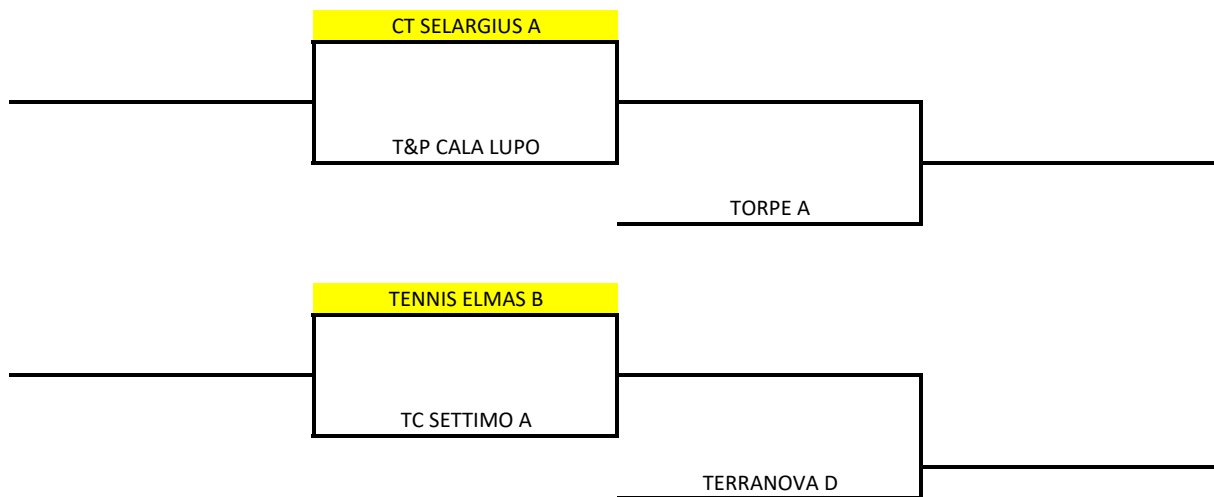 CT SELARGIUS A
T&P CALA LUPO
TORPE A
TENNIS ELMAS B
TC SETTIMO A
TERRANOVA D